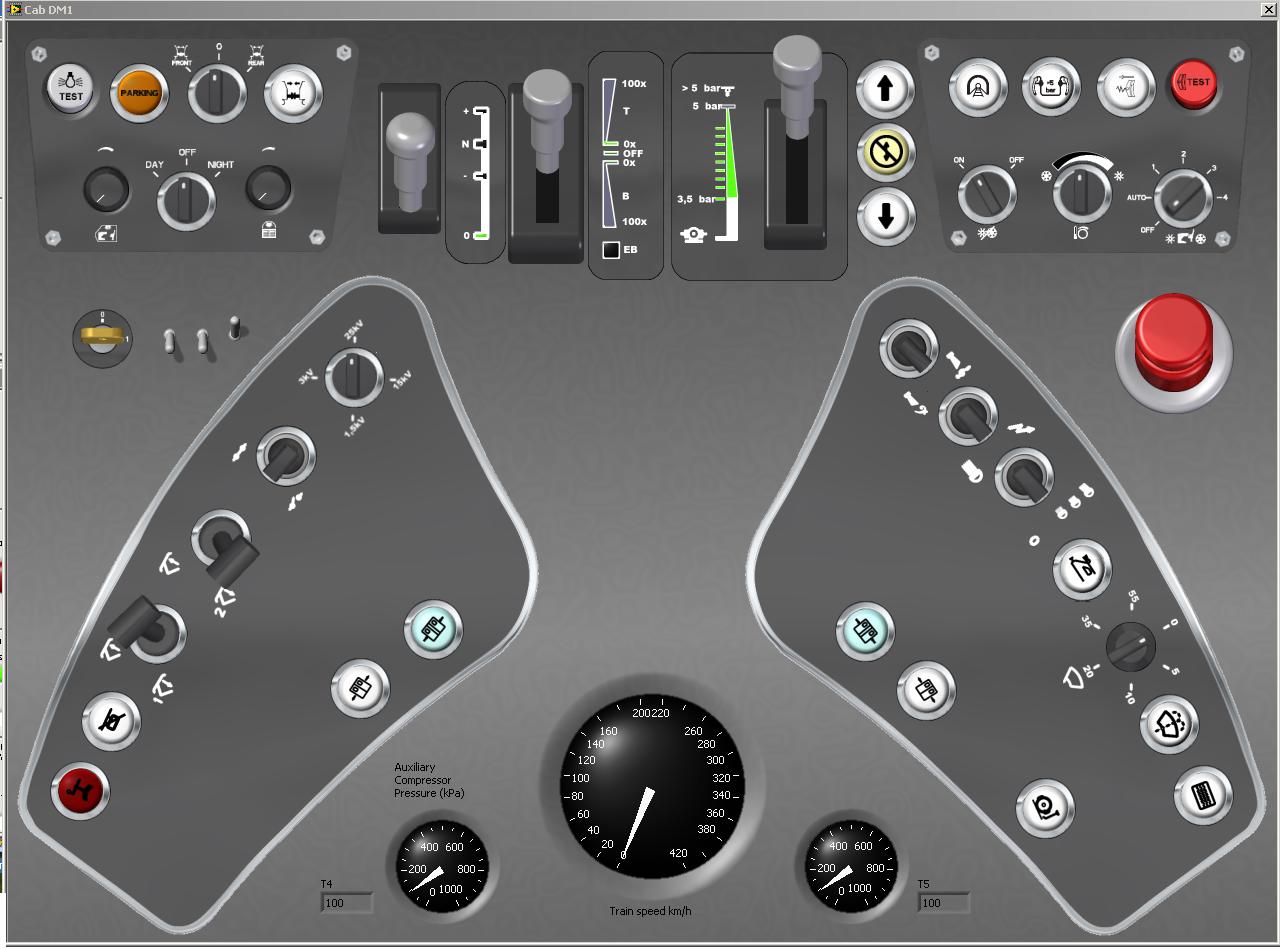 Cab DM1
TEST
PARKING
FRONT
0
REAR
DAY
OFF
NIGHT
+
N
-
0
100x
T
0x
OFF
0x
B
100x
EB
> 5 bar
5 bar
3,5 bar
+5
bar
TEST
ON
OFF
AUTO
1
2
3
4
OFF
0
1
25kV
3kV
15kV
1,5kV
2
1
0
55
35
0
20
5
10
Auxiliary
Compressor
Pressure (kPa)
400 600
200 800
0 1000
T4
100
200 220
160 260
140 280
120 300
100 320
80 340
60 360
40 380
20
0 420
Train speed km/h
400 600
200 800
0 1000
T5
100